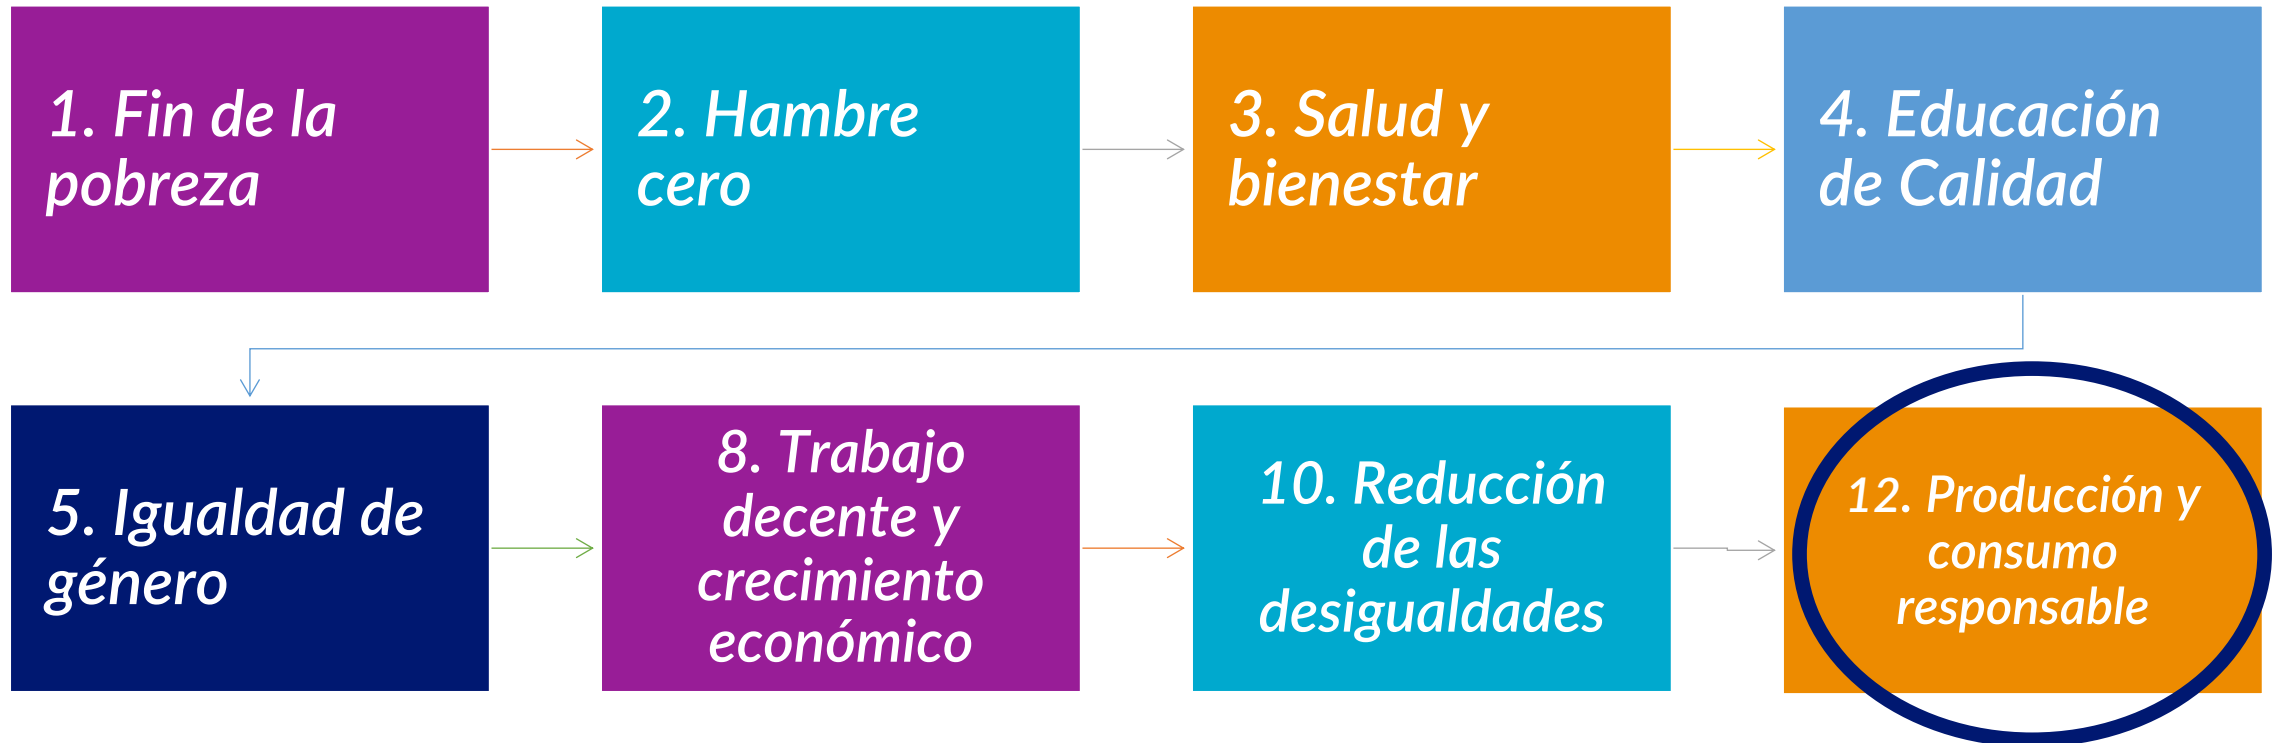 1. Fin de la
pobreza
2. Hambre
cero
3. Salud y
bienestar
4. Educación
de Calidad
5. Igualdad de
género
8. Trabajo
decente y
crecimiento
económico
10. Reducción
de las
desigualdades
12. Producción y
consumo
responsable